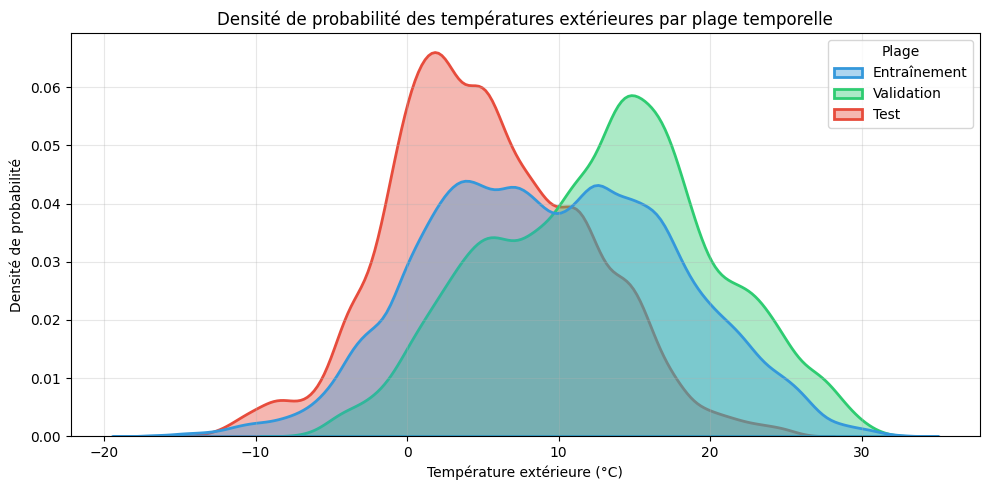 Densité de probabilité des températures extérieures par plage temporelle
Plage
Entraînement
Validation
Test
Densité de probabilité
0.06
0.05
0.04
0.03
0.02
0.01
0.00
−20
−10
0
10
20
30
Température extérieure (°C)